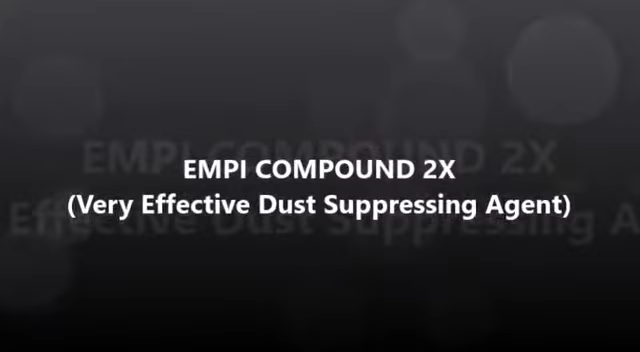 EMPI COMPOUND 2X
(Very Effective Dust Suppressing Agent)